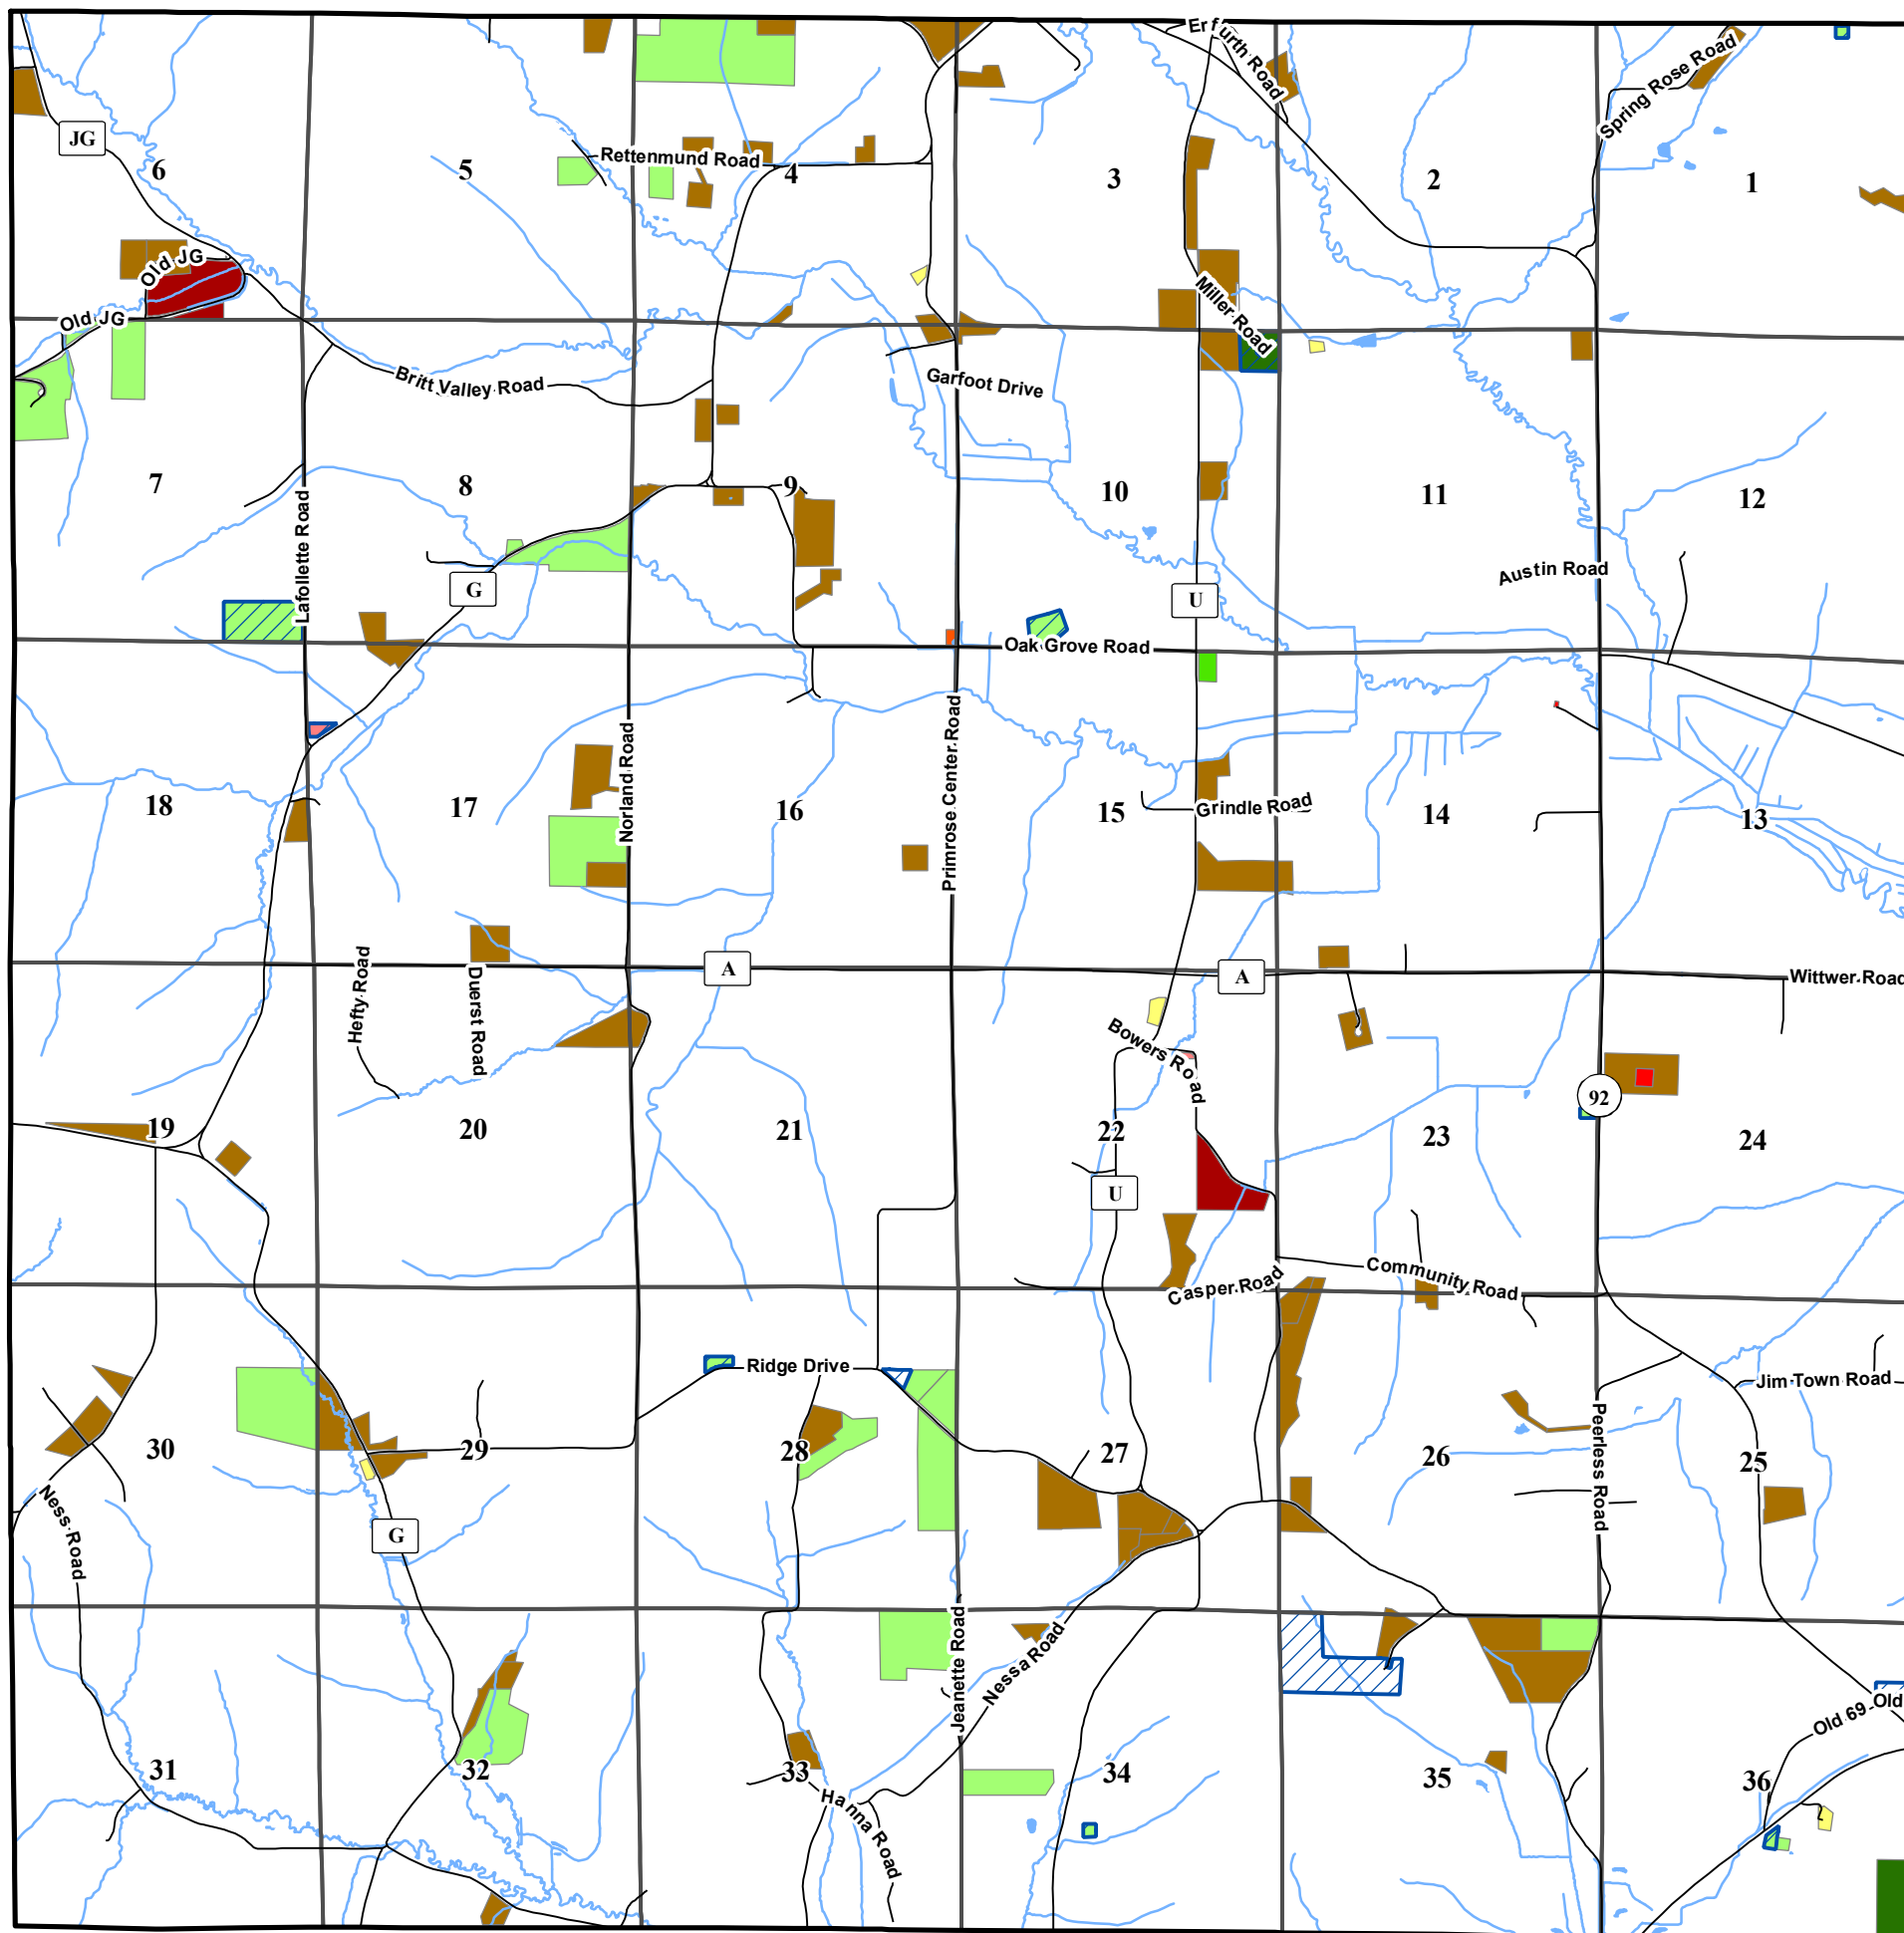 Erfurth Road
Spring Rose Road
JG
6
5
Rettenmund Road
4
3
2
1
Old JG
Old JG
Miller Road
Britt Valley Road
Garfoot Drive
7
8
9
10
11
12
Lafollette Road
G
Austin Road
U
Oak Grove Road
Norland Road
Primrose Center Road
18
17
16
15
Grindle Road
14
13
Hefty Road
Duerst Road
A
A
Wittwer Road
Bowers Road
92
19
20
21
22
23
24
U
Casper Road
Community Road
Ridge Drive
Jim Town Road
Peerless Road
30
29
28
27
26
25
Ness Road
G
Jeanette Road
Nessa Road
Old 69
Old
31
32
33
34
35
36
Hanna Road